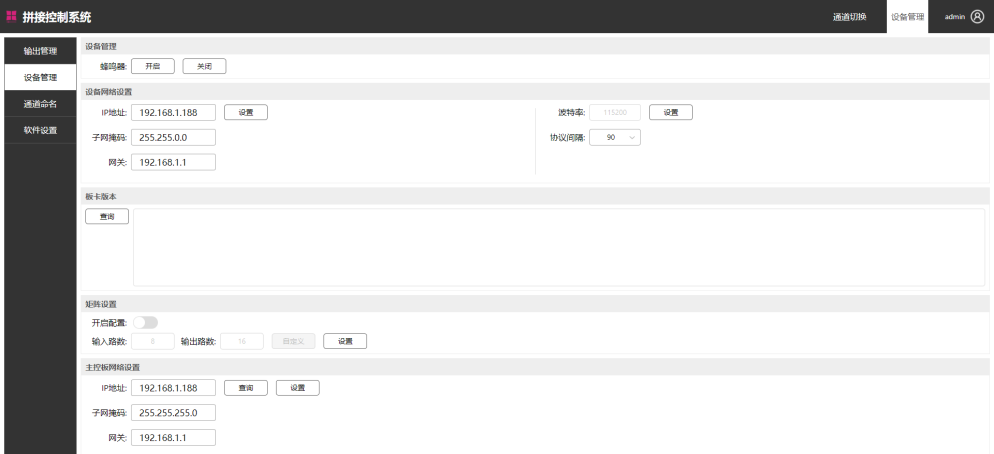 拼接控制系统 通道切换 设备管理 admin
输出管理
设备管理
通道命名
软件设置
设备管理
蜂鸣器: 开启 关闭
设备网络设置
IP地址: 192.168.1.188 设置 波特率: 115200 设置
子网掩码: 255.255.0.0 协议间隔: 90
网关: 192.168.1.1
板卡版本
查询
矩阵设置
开启配置:
输入路数: 8 输出路数: 16 自定义 设置
主控板网络设置
IP地址: 192.168.1.188 查询 设置
子网掩码: 255.255.255.0
网关: 192.168.1.1